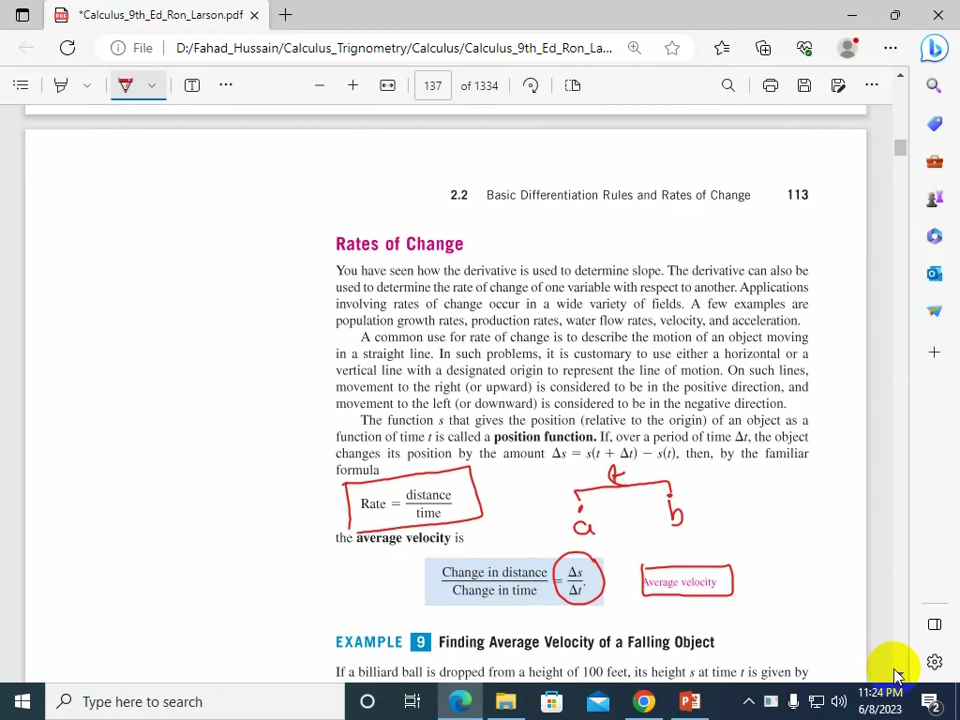 *Calculus_9th_Ed_Ron_Larson.pdf
File D:/Fahad_Hussain/Calculus_Trignometry/Calculus/Calculus_9th_Ed_Ron_La...
137 of 1334
2.2 Basic Differentiation Rules and Rates of Change 113
Rates of Change
You have seen how the derivative is used to determine slope. The derivative can also be
used to determine the rate of change of one variable with respect to another. Applications
involving rates of change occur in a wide variety of fields. A few examples are
population growth rates, production rates, water flow rates, velocity, and acceleration.
A common use for rate of change is to describe the motion of an object moving
in a straight line. In such problems, it is customary to use either a horizontal or a
vertical line with a designated origin to represent the line of motion. On such lines,
movement to the right (or upward) is considered to be in the positive direction, and
movement to the left (or downward) is considered to be in the negative direction.
The function s that gives the position (relative to the origin) of an object as a
function of time t is called a position function. If, over a period of time Δt, the object
changes its position by the amount Δs = s(t + Δt) − s(t), then, by the familiar
formula
t
Rate = distance
time
a b
the average velocity is
Change in distance = Δs
Change in time Δt.
Average velocity
EXAMPLE 9 Finding Average Velocity of a Falling Object
If a billiard ball is dropped from a height of 100 feet, its height s at time t is given by
Type here to search
11:24 PM
6/8/2023
2